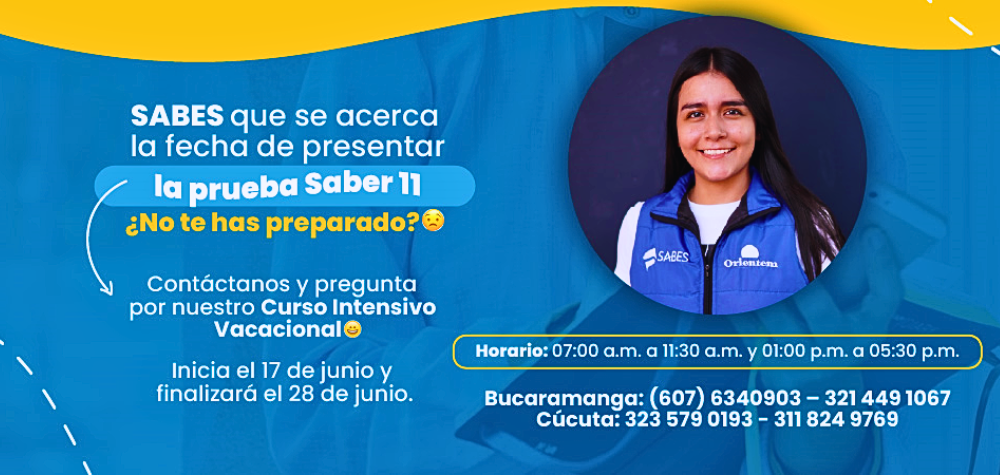 SABES que se acerca
la fecha de presentar
la prueba Saber 11
¿No te has preparado?😟
Contáctanos y pregunta
por nuestro Curso Intensivo
Vacacional😀
Inicia el 17 de junio y
finalizará el 28 de junio.
SABES
Orientem
Horario: 07:00 a.m. a 11:30 a.m. y 01:00 p.m. a 05:30 p.m.
Bucaramanga: (607) 6340903 – 321 449 1067
Cúcuta: 323 579 0193 - 311 824 9769